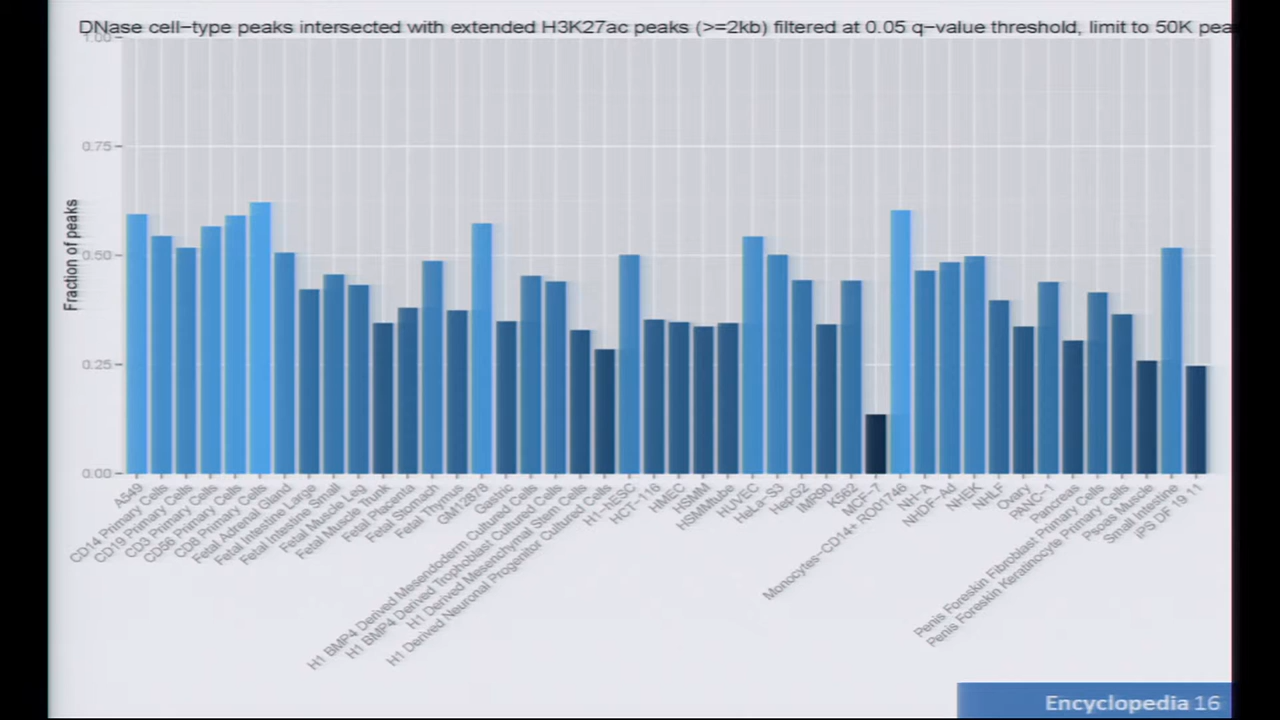 DNase cell−type peaks intersected with extended H3K27ac peaks (>=2kb) filtered at 0.05 q−value threshold, limit to 50K pea
1.00
0.75
0.50
0.25
0.00
Fraction of peaks
A549
CD14 Primary Cells
CD19 Primary Cells
CD3 Primary Cells
CD56 Primary Cells
CD8 Primary Cells
Fetal Adrenal Gland
Fetal Intestine Large
Fetal Intestine Small
Fetal Muscle Leg
Fetal Muscle Trunk
Fetal Placenta
Fetal Stomach
Fetal Thymus
GM12878
Gastric
H1 BMP4 Derived Mesendoderm Cultured Cells
H1 BMP4 Derived Trophoblast Cultured Cells
H1 Derived Mesenchymal Stem Cells
H1 Derived Neuronal Progenitor Cultured Cells
H1−hESC
HCT−116
HMEC
HSMM
HSMMtube
HUVEC
HeLa−S3
HepG2
IMR90
K562
MCF−7
Monocytes−CD14+ RO01746
NH−A
NHDF−Ad
NHEK
NHLF
Ovary
PANC−1
Pancreas
Penis Foreskin Fibroblast Primary Cells
Penis Foreskin Keratinocyte Primary Cells
Psoas Muscle
Small Intestine
iPS DF 19 11
Encyclopedia 16